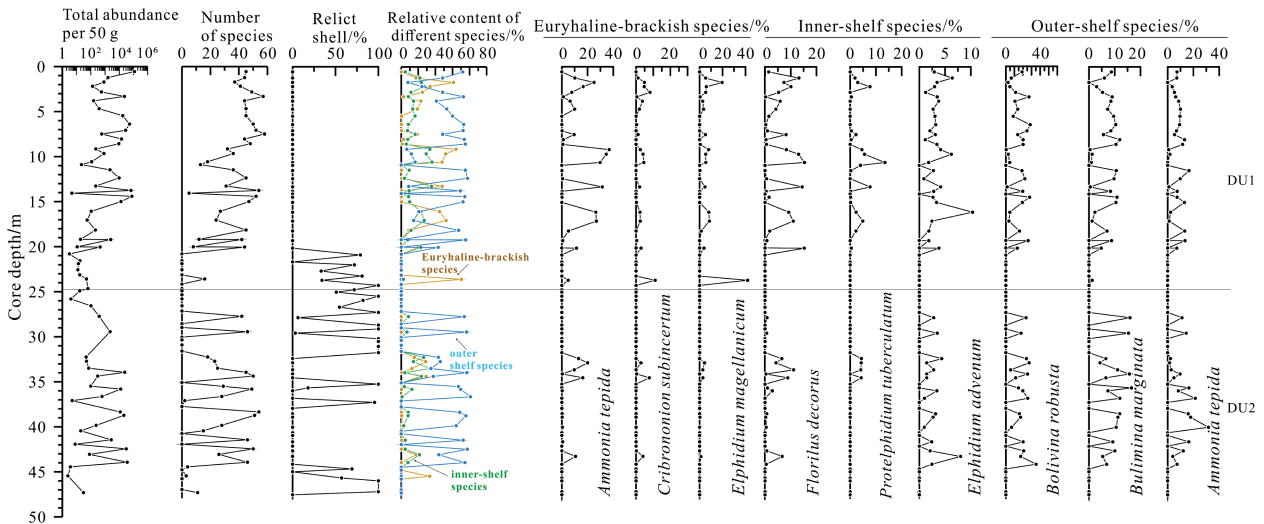 Total abundance
per 50 g
Number
of species
Relict
shell/%
Relative content of
different species/%
Euryhaline-brackish species/%
Inner-shelf species/%
Outer-shelf species/%
1 10² 10⁴ 10⁶
0 20 40 60
0 50 100
0 20 40 60 80
0 20 40
0 20
0 20 40
0 10 20
0 10 20
0 5 10
0 20 40
0 10 20
0 10 20 30 40
Core depth/m
0
5
10
15
20
25
30
35
40
45
50
Euryhaline-brackish
species
outer
shelf species
inner-shelf
species
Ammonia tepida
Cribrononion subincertum
Elphidium magellanicum
Florilus decorus
Protelphidium tuberculatum
Elphidium advenum
Bolivina robusta
Bulimina marginata
Ammonia tepida
DU1
DU2